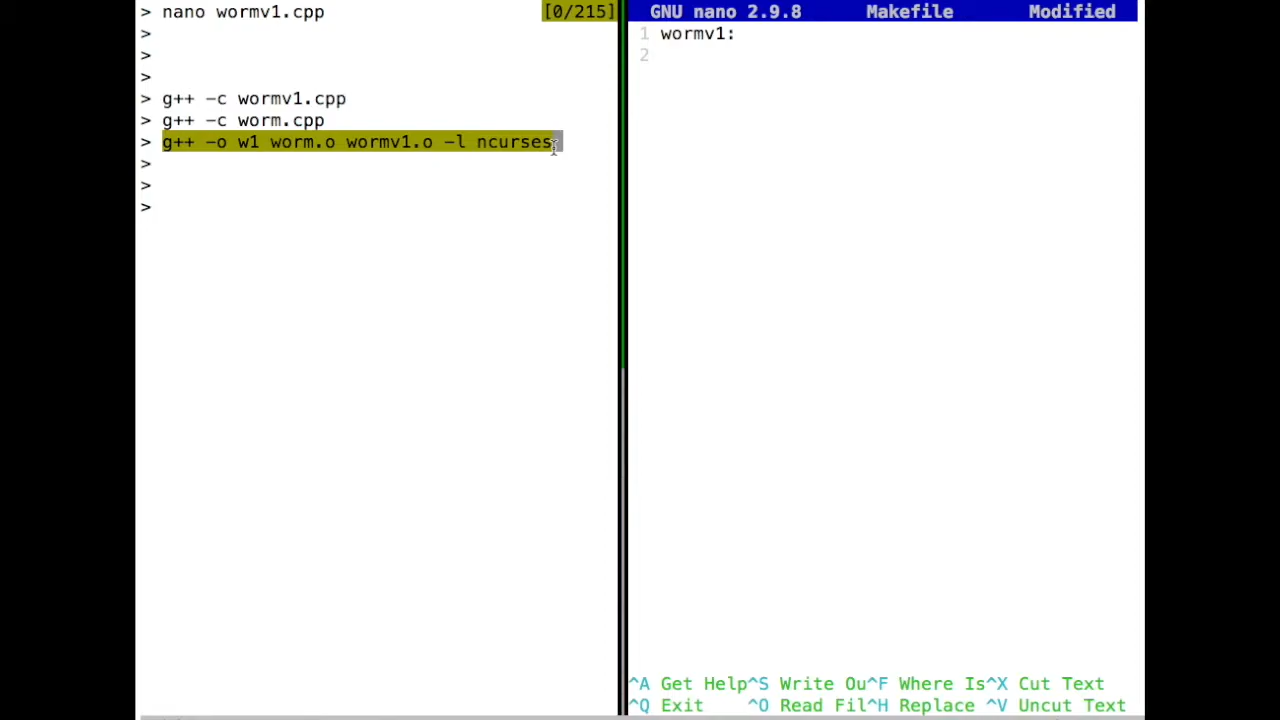 > nano wormv1.cpp [0/215]
>
>
>
> g++ -c wormv1.cpp
> g++ -c worm.cpp
> g++ -o w1 worm.o wormv1.o -l ncurses
>
>
>
GNU nano 2.9.8 Makefile Modified
1 wormv1:
2
^A Get Help^S Write Ou^F Where Is^X Cut Text
^Q Exit ^O Read Fil^H Replace ^V Uncut Text